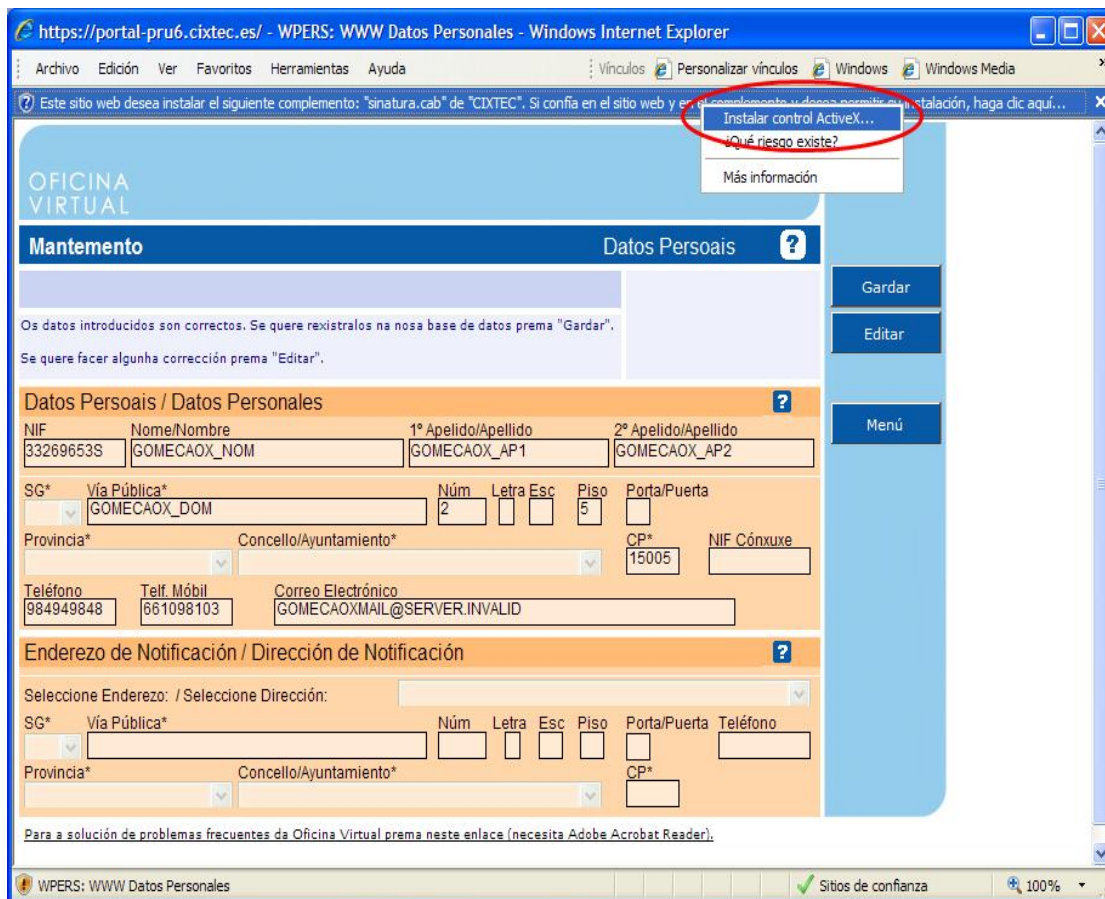 https://portal-pru6.cixtec.es/ - WPERS: WWW Datos Personales - Windows Internet Explorer
Archivo Edición Ver Favoritos Herramientas Ayuda Vínculos Personalizar vínculos Windows Windows Media »
Este sitio web desea instalar el siguiente complemento: "sinatura.cab" de "CIXTEC". Si confía en el sitio web y en el complemento y desea permitir su instalación, haga clic aquí...
Instalar control ActiveX...
¿Qué riesgo existe?
Más información
OFICINA
VIRTUAL
Mantemento Datos Persoais ?
Gardar
Os datos introducidos son correctos. Se quere rexistralos na nosa base de datos prema "Gardar".
Editar
Se quere facer algunha corrección prema "Editar".
Datos Persoais / Datos Personales ?
Menú
NIF Nome/Nombre 1º Apelido/Apellido 2º Apelido/Apellido
33269653S GOMECAOX_NOM GOMECAOX_AP1 GOMECAOX_AP2
SG* Vía Pública* Núm Letra Esc Piso Porta/Puerta
GOMECAOX_DOM 2 5
Provincia* Concello/Ayuntamiento* CP* NIF Cónxuxe
15005
Teléfono Telf. Móbil Correo Electrónico
984949848 661098103 GOMECAOXMAIL@SERVER.INVALID
Enderezo de Notificación / Dirección de Notificación ?
Seleccione Enderezo: / Seleccione Dirección:
SG* Vía Pública* Núm Letra Esc Piso Porta/Puerta Teléfono
Provincia* Concello/Ayuntamiento* CP*
Para a solución de problemas frecuentes da Oficina Virtual prema neste enlace (necesita Adobe Acrobat Reader).
WPERS: WWW Datos Personales Sitios de confianza 100%